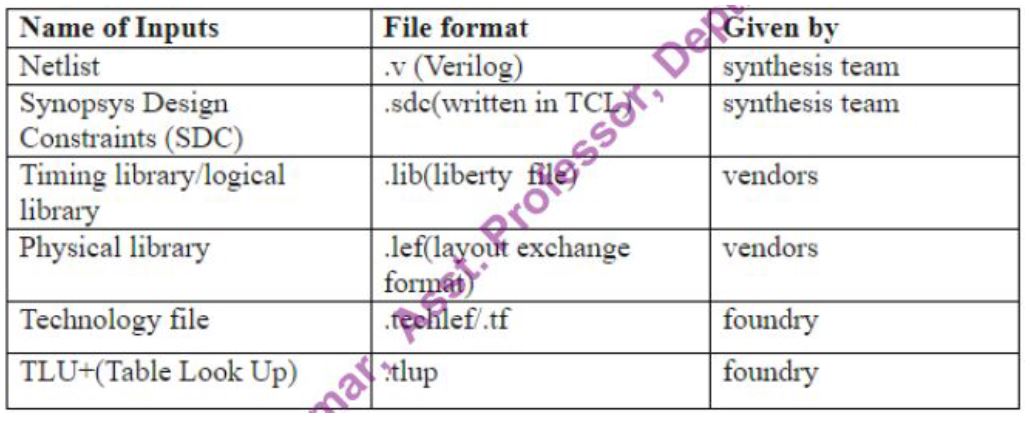 Name of Inputs File format Given by
Netlist .v (Verilog) synthesis team
Synopsys Design .sdc(written in TCL) synthesis team
Constraints (SDC)
Timing library/logical .lib(liberty file) vendors
library
Physical library .lef(layout exchange vendors
format)
Technology file .techlef/.tf foundry
TLU+(Table Look Up) .tlup foundry
Asst. Professor,